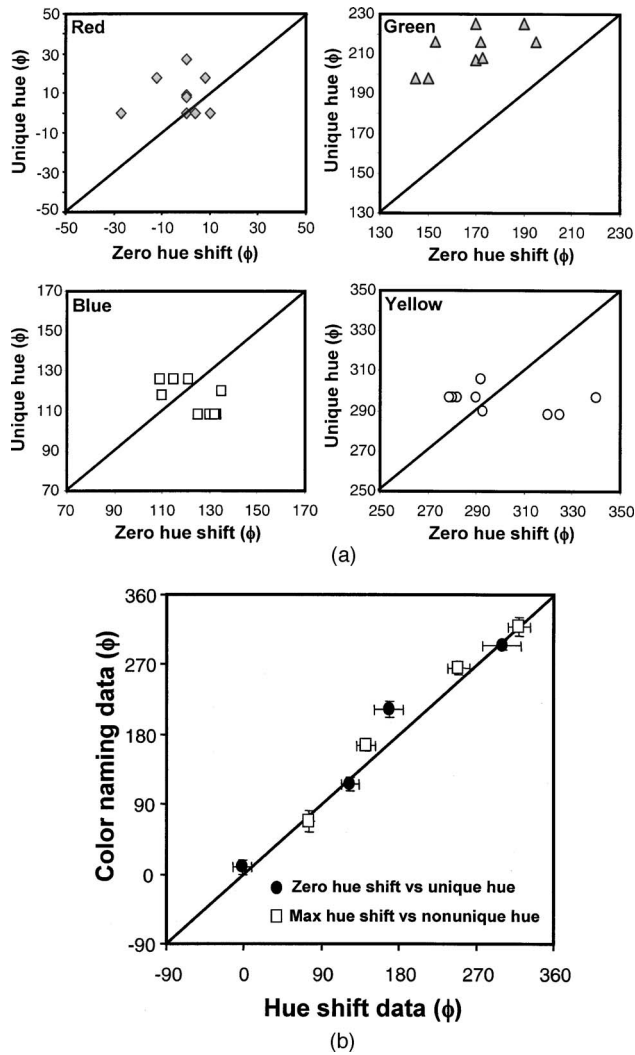 Red
Unique hue (ϕ)
50
30
10
-10
-30
-50
-50 -30 -10 10 30 50
Zero hue shift (ϕ)
Green
Unique hue (ϕ)
230
210
190
170
150
130
130 150 170 190 210 230
Zero hue shift (ϕ)
Blue
Unique hue (ϕ)
170
150
130
110
90
70
70 90 110 130 150 170
Zero hue shift (ϕ)
Yellow
Unique hue (ϕ)
350
330
310
290
270
250
250 270 290 310 330 350
Zero hue shift (ϕ)
(a)
Color naming data (ϕ)
360
270
180
90
0
-90
Zero hue shift vs unique hue
Max hue shift vs nonunique hue
-90 0 90 180 270 360
Hue shift data (ϕ)
(b)